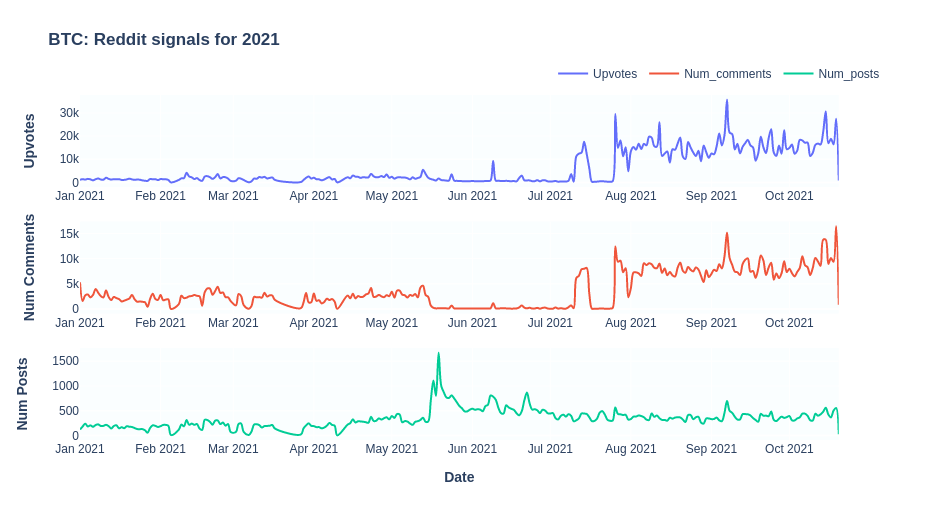 BTC: Reddit signals for 2021
Upvotes Num_comments Num_posts
Upvotes
30k
20k
10k
0
Jan 2021 Feb 2021 Mar 2021 Apr 2021 May 2021 Jun 2021 Jul 2021 Aug 2021 Sep 2021 Oct 2021
Num Comments
15k
10k
5k
0
Jan 2021 Feb 2021 Mar 2021 Apr 2021 May 2021 Jun 2021 Jul 2021 Aug 2021 Sep 2021 Oct 2021
Num Posts
1500
1000
500
0
Jan 2021 Feb 2021 Mar 2021 Apr 2021 May 2021 Jun 2021 Jul 2021 Aug 2021 Sep 2021 Oct 2021
Date